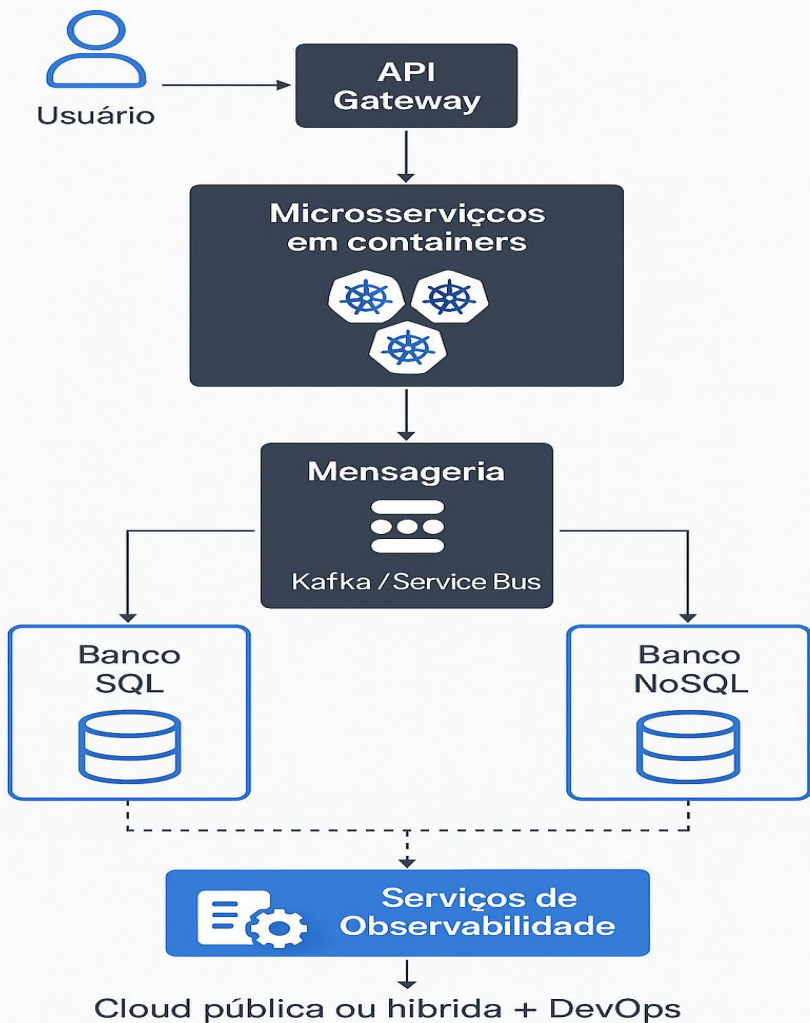 Usuário
API
Gateway
Microsserviçcos
em containers
Mensageria
Kafka / Service Bus
Banco
SQL
Banco
NoSQL
Serviços de
Observabilidade
Cloud pública ou hibrida + DevOps